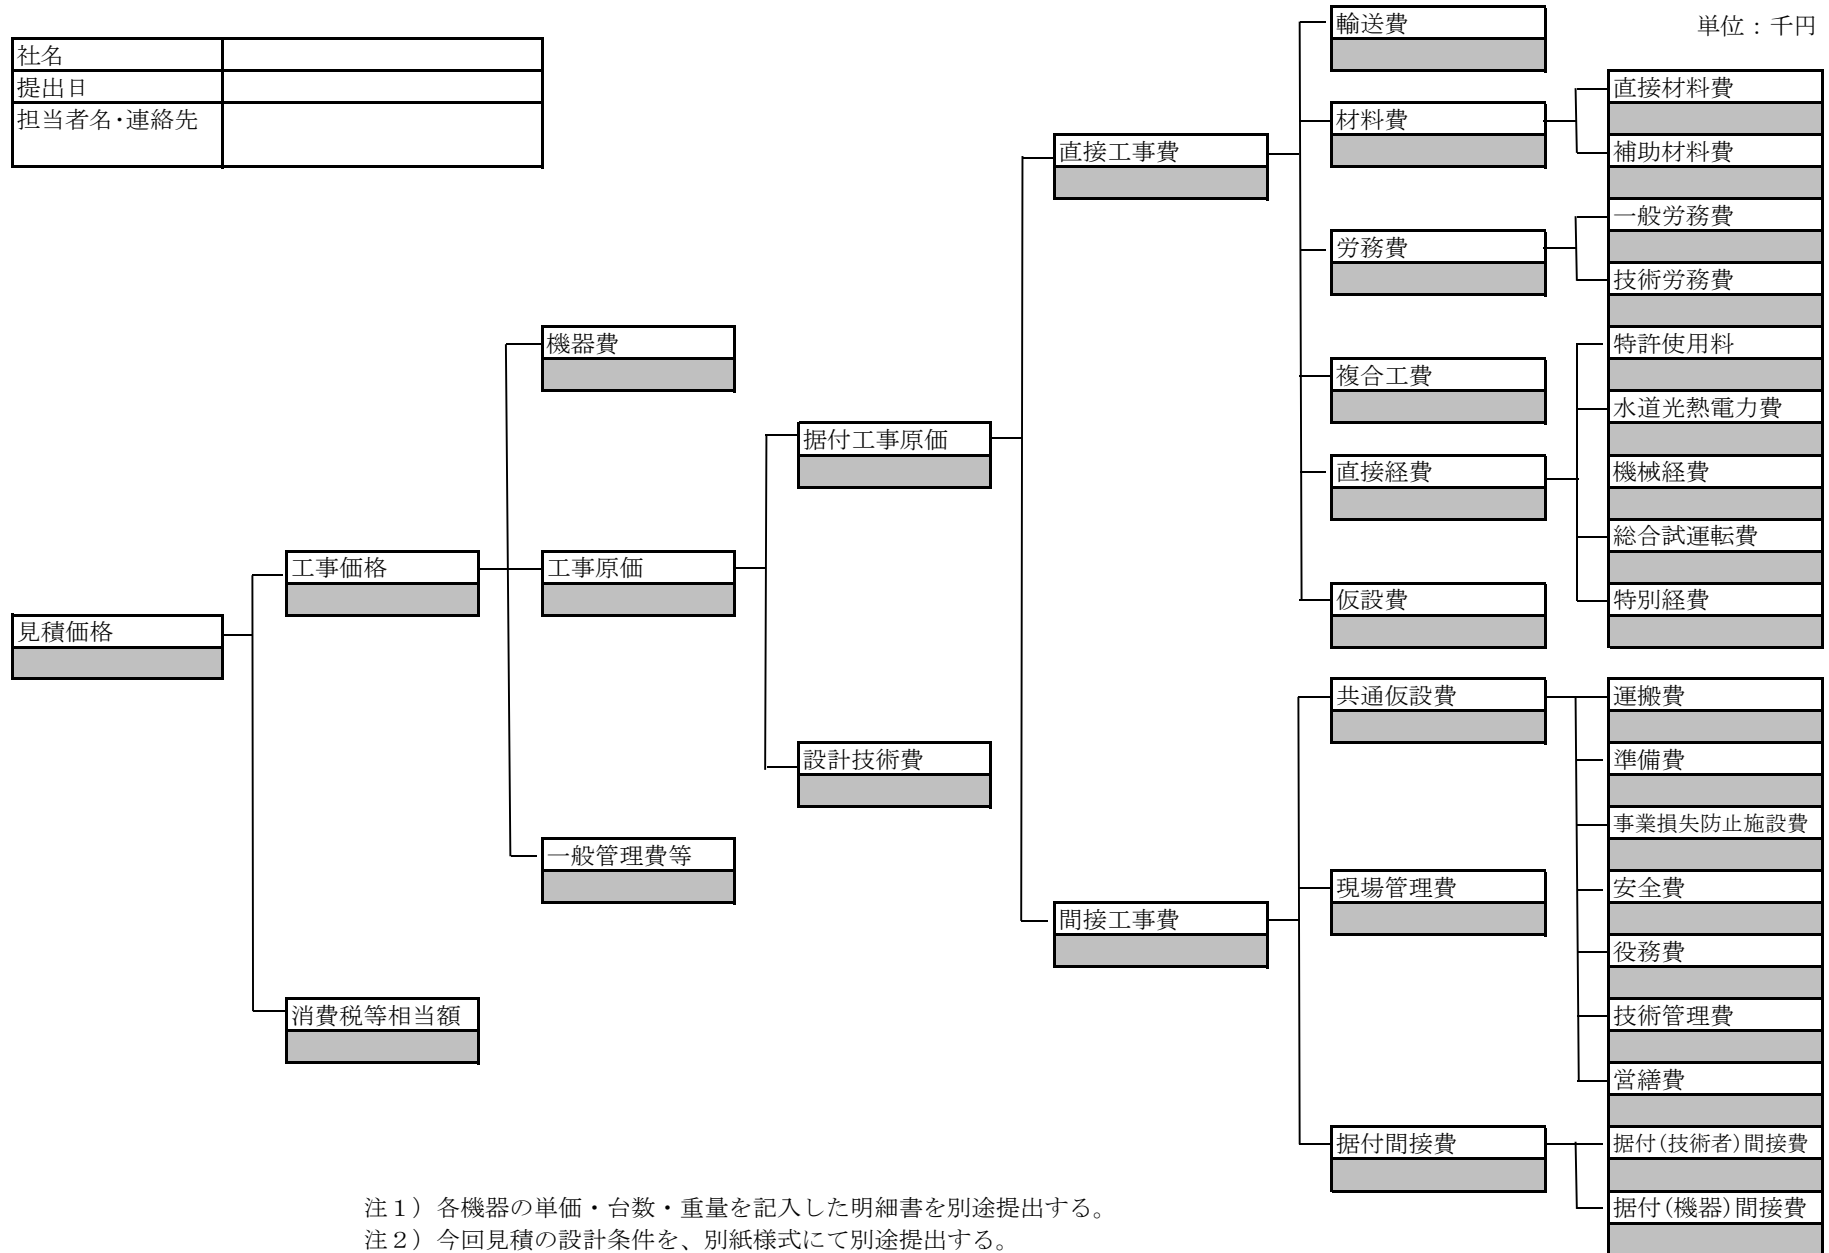 単位：千円
社名
提出日
担当者名・連絡先
見積価格
工事価格
消費税等相当額
機器費
工事原価
一般管理費等
据付工事原価
設計技術費
直接工事費
間接工事費
輸送費
材料費
労務費
複合工費
直接経費
仮設費
共通仮設費
現場管理費
据付間接費
直接材料費
補助材料費
一般労務費
技術労務費
特許使用料
水道光熱電力費
機械経費
総合試運転費
特別経費
運搬費
準備費
事業損失防止施設費
安全費
役務費
技術管理費
営繕費
据付(技術者)間接費
据付(機器)間接費
注１）各機器の単価・台数・重量を記入した明細書を別途提出する。
注２）今回見積の設計条件を、別紙様式にて別途提出する。